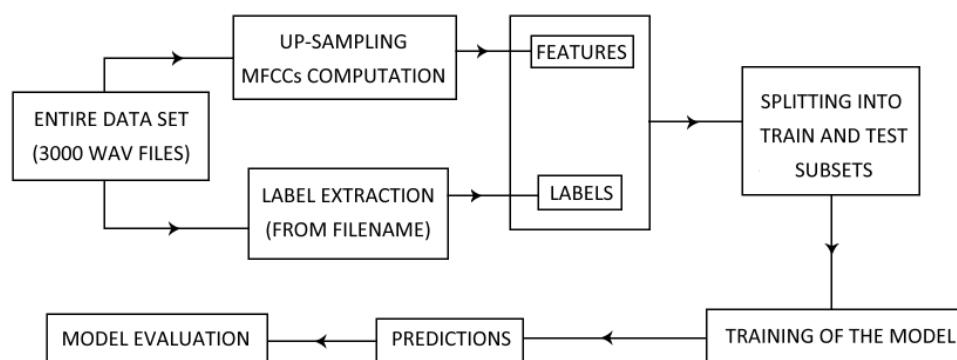 UP-SAMPLING
MFCCs COMPUTATION
FEATURES
ENTIRE DATA SET
(3000 WAV FILES)
SPLITTING INTO
TRAIN AND TEST
SUBSETS
LABEL EXTRACTION
(FROM FILENAME)
LABELS
TRAINING OF THE MODEL
PREDICTIONS
MODEL EVALUATION